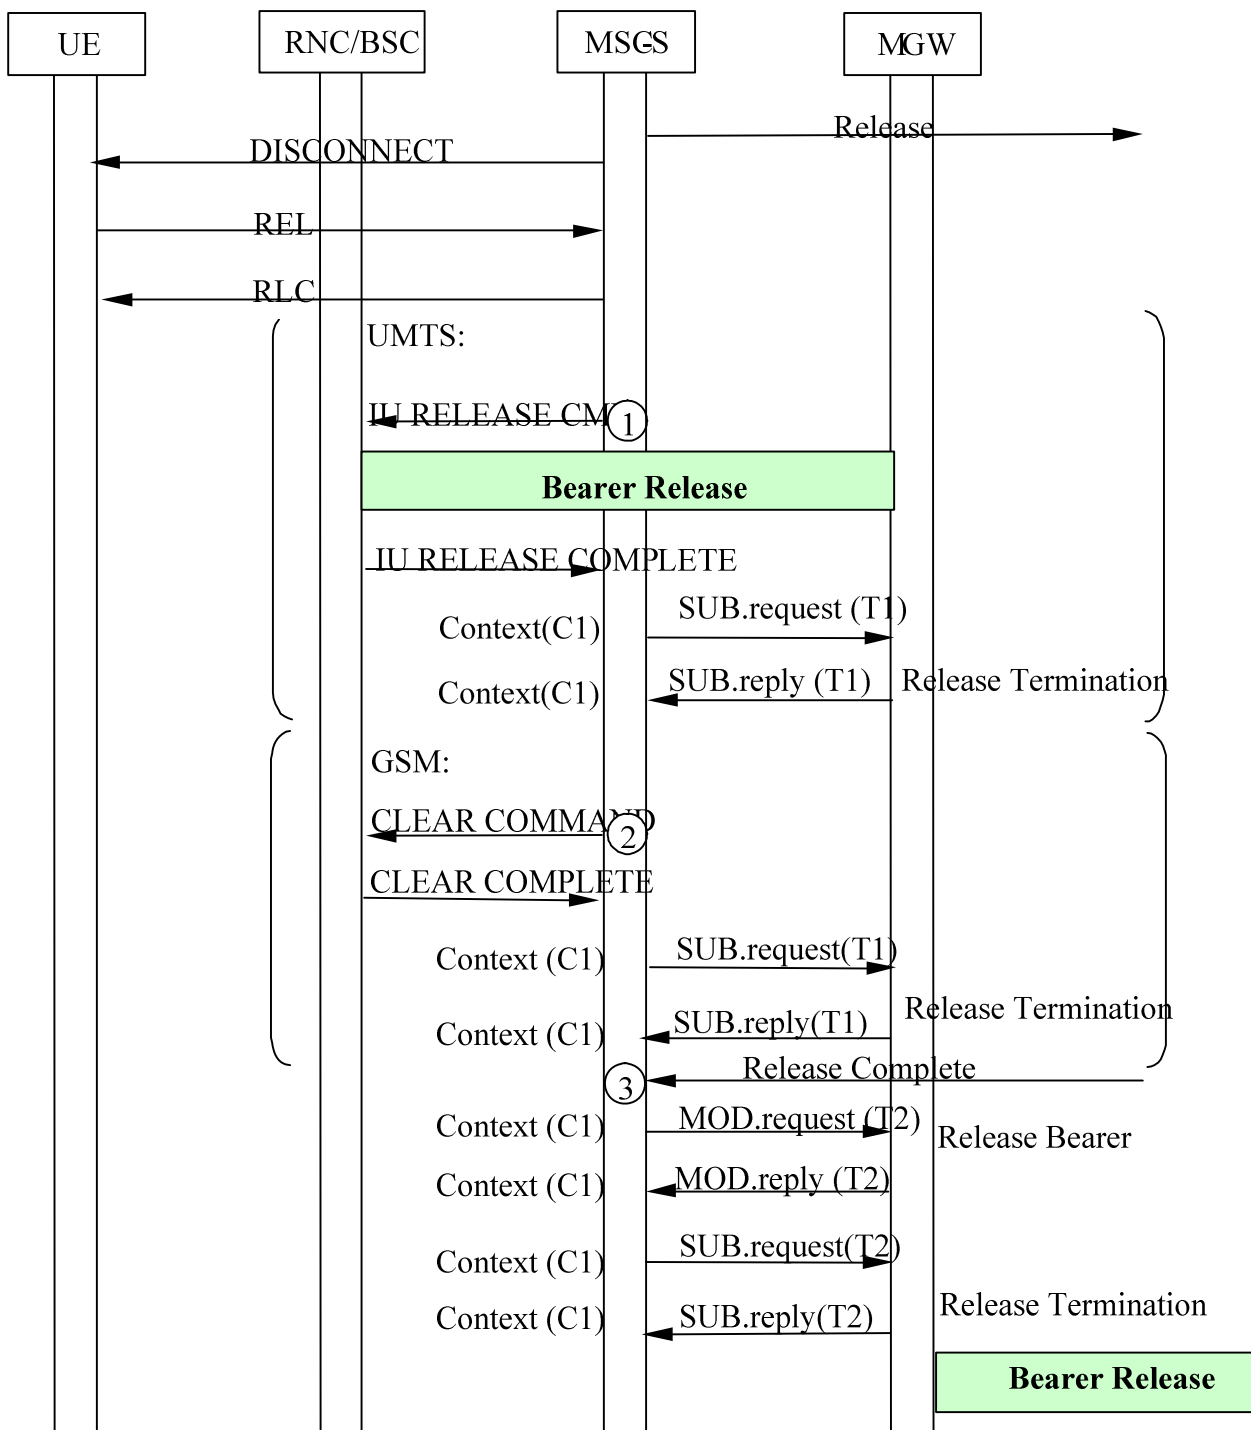 UE
RNC/BSC
MSC-S
MGW
Release
DISCONNECT
REL
RLC
UMTS:
IU RELEASE CMD
1
Bearer Release
IU RELEASE COMPLETE
SUB.request (T1)
Context(C1)
SUB.reply (T1)
Release Termination
Context(C1)
GSM:
CLEAR COMMAND
2
CLEAR COMPLETE
SUB.request(T1)
Context (C1)
Release Termination
SUB.reply(T1)
Context (C1)
Release Complete
3
MOD.request (T2)
Context (C1)
Release Bearer
MOD.reply (T2)
Context (C1)
SUB.request(T2)
Context (C1)
Release Termination
SUB.reply(T2)
Context (C1)
Bearer Release